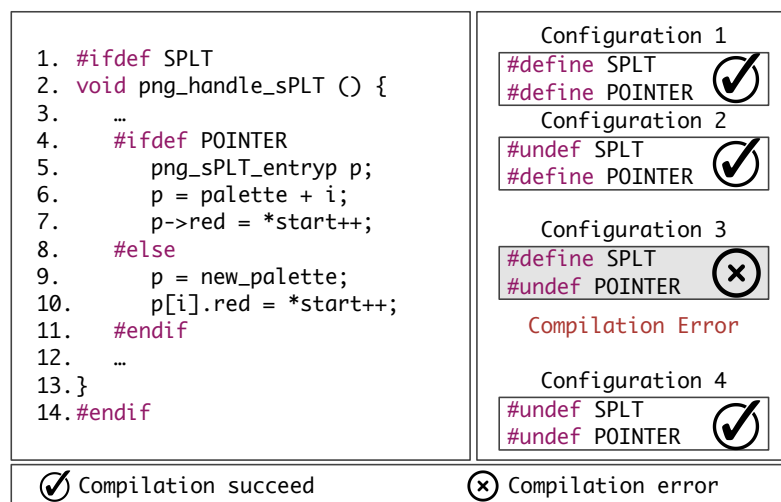 1. #ifdef SPLT
2. void png_handle_sPLT () {
3. …
4. #ifdef POINTER
5. png_sPLT_entryp p;
6. p = palette + i;
7. p->red = *start++;
8. #else
9. p = new_palette;
10. p[i].red = *start++;
11. #endif
12. …
13. }
14. #endif
Configuration 1
#define SPLT
#define POINTER
Configuration 2
#undef SPLT
#define POINTER
Configuration 3
#define SPLT
#undef POINTER
Compilation Error
Configuration 4
#undef SPLT
#undef POINTER
Compilation succeed
Compilation error